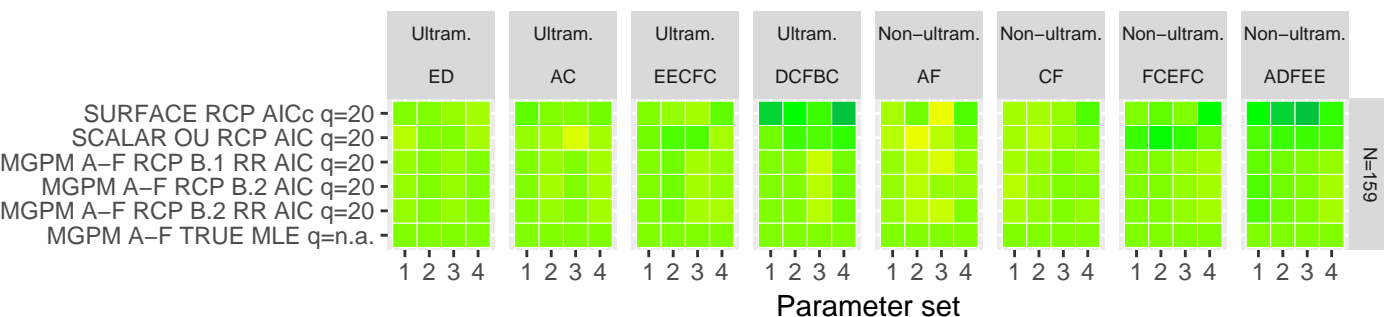 Ultram. Ultram. Ultram. Ultram. Non−ultram. Non−ultram. Non−ultram. Non−ultram.
ED AC EECFC DCFBC AF CF FCEFC ADFEE
SURFACE RCP AICc q=20
SCALAR OU RCP AIC q=20
MGPM A−F RCP B.1 RR AIC q=20
MGPM A−F RCP B.2 AIC q=20
MGPM A−F RCP B.2 RR AIC q=20
MGPM A−F TRUE MLE q=n.a.
N=159
1 2 3 4 1 2 3 4 1 2 3 4 1 2 3 4 1 2 3 4 1 2 3 4 1 2 3 4 1 2 3 4
Parameter set